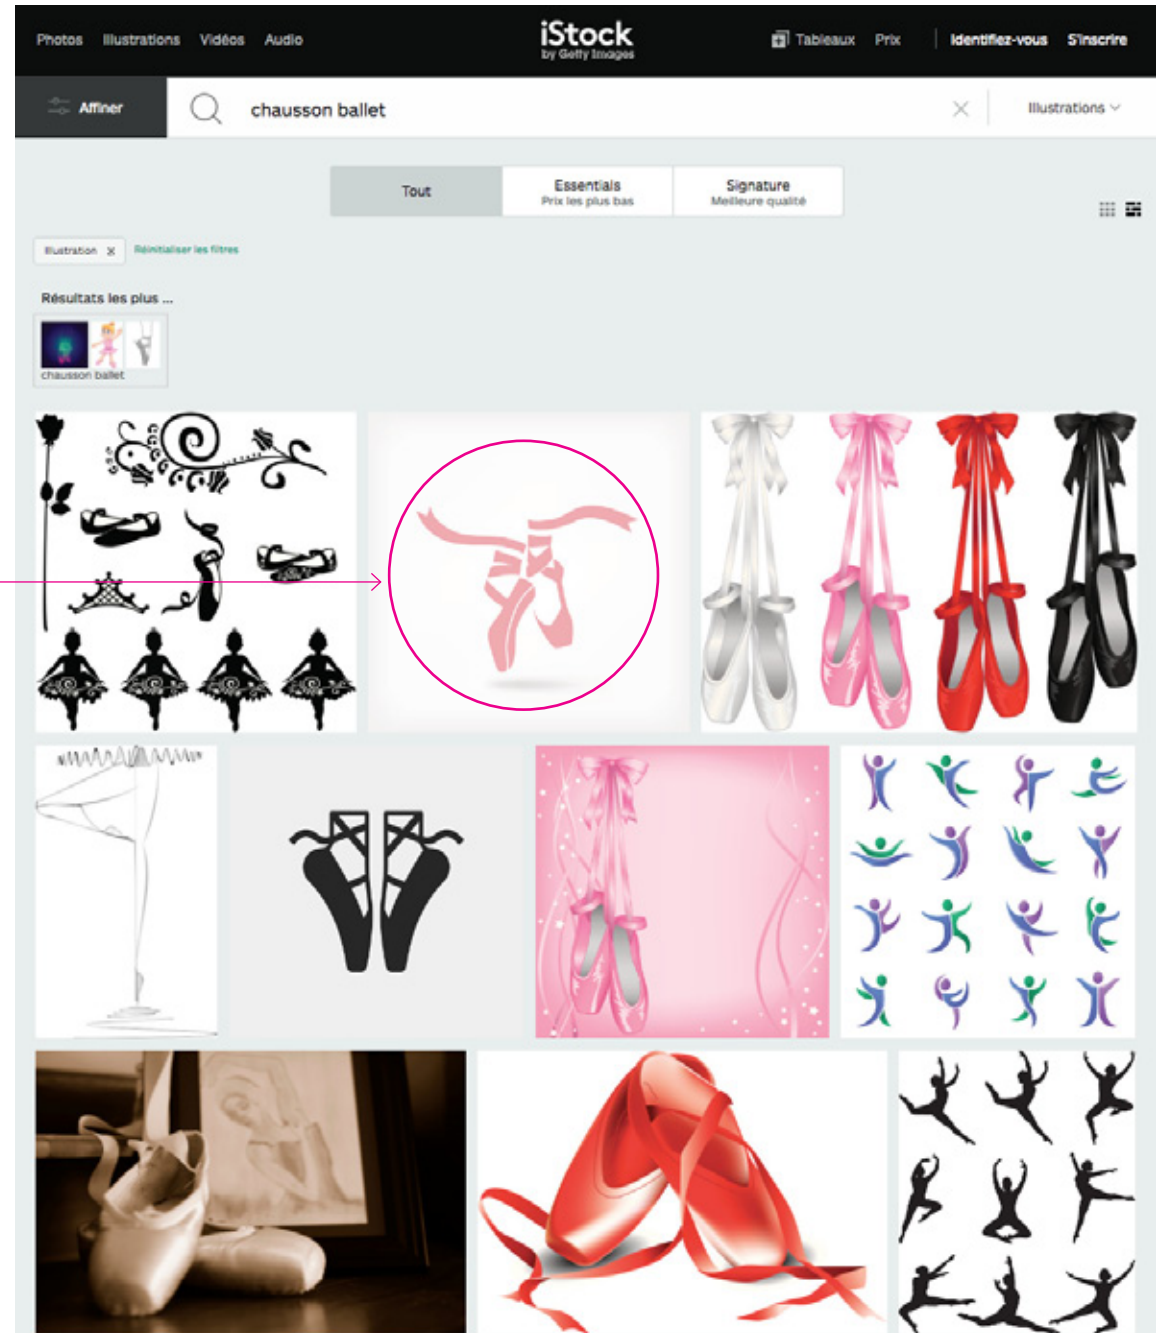 Photos Illustrations Vidéos Audio
iStock
by Getty Images
Tableaux Prix Identifiez-vous S'inscrire
Affiner
chausson ballet
Illustrations
Tout
Essentials
Prix les plus bas
Signature
Meilleure qualité
Illustration x Réinitialiser les filtres
Résultats les plus ...
chausson ballet